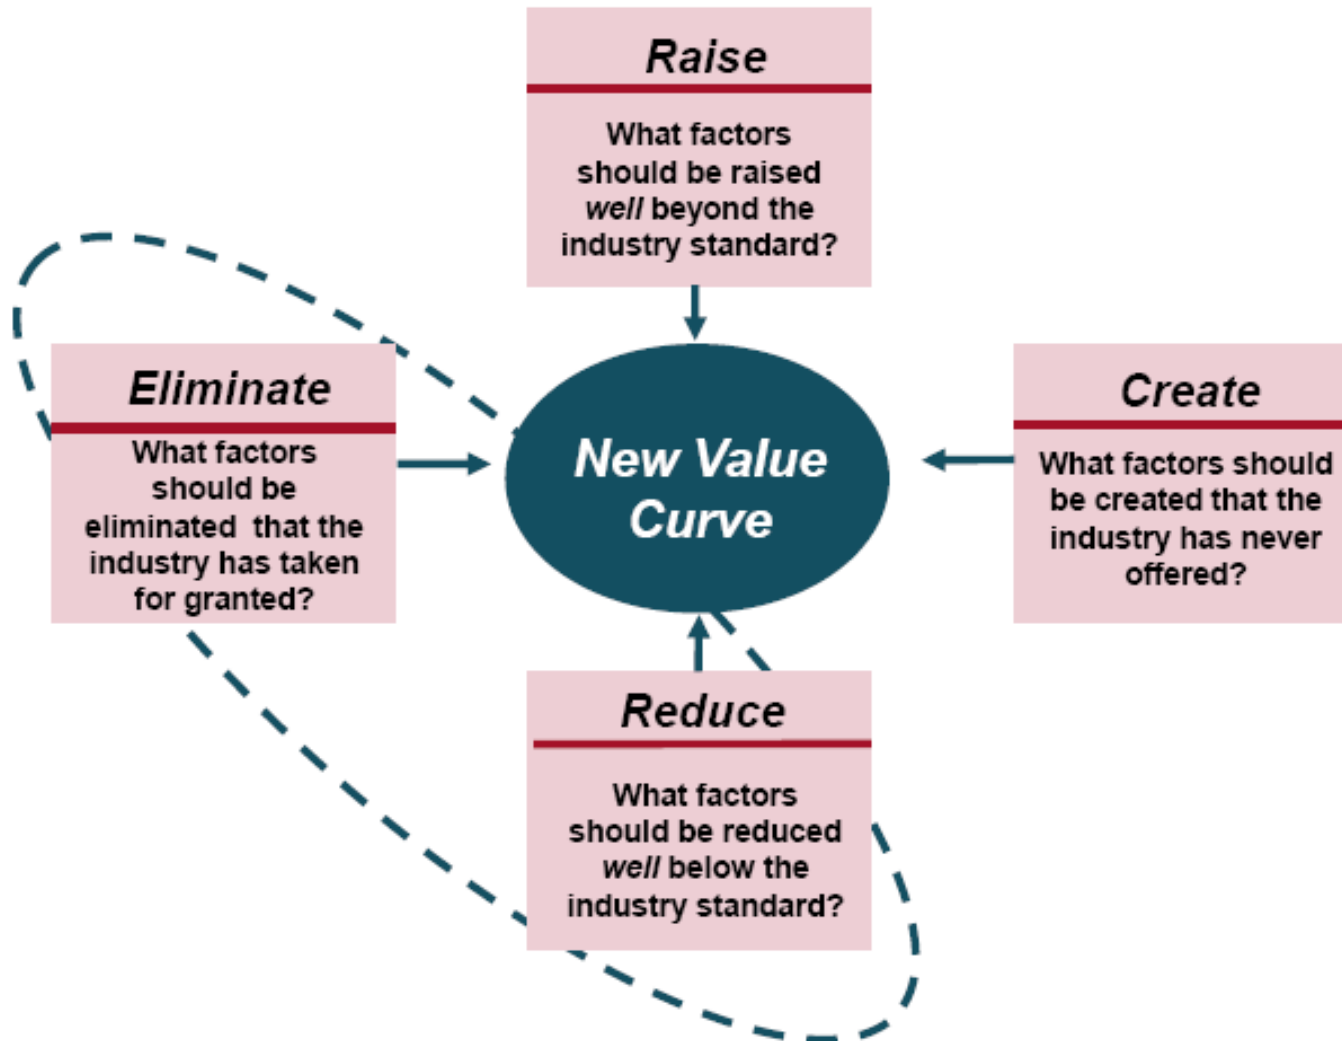 Raise
What factors
should be raised
well beyond the
industry standard?
Eliminate
What factors
should be
eliminated that the
industry has taken
for granted?
New Value
Curve
Create
What factors should
be created that the
industry has never
offered?
Reduce
What factors
should be reduced
well below the
industry standard?